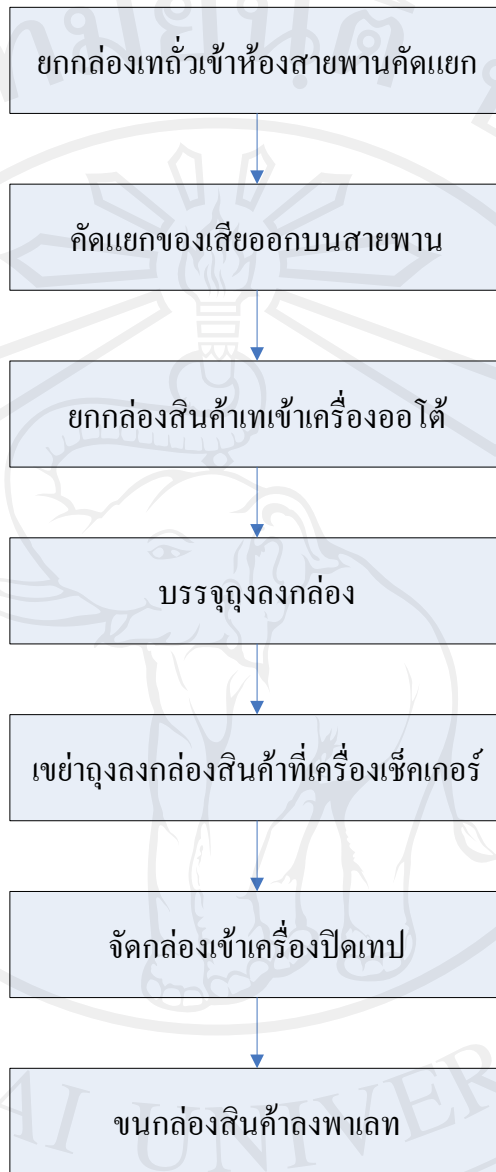 ยกกล่องเทถั่วเข้าห้องสายพานคัดแยก
คัดแยกของเสียออกบนสายพาน
ยกกล่องสินค้าเทเข้าเครื่องออโต้
บรรจุถุงลงกล่อง
เขย่าถุงลงกล่องสินค้าที่เครื่องเช็คเกอร์
จัดกล่องเข้าเครื่องปิดเทป
ขนกล่องสินค้าลงพาเลท
AI UNIVER